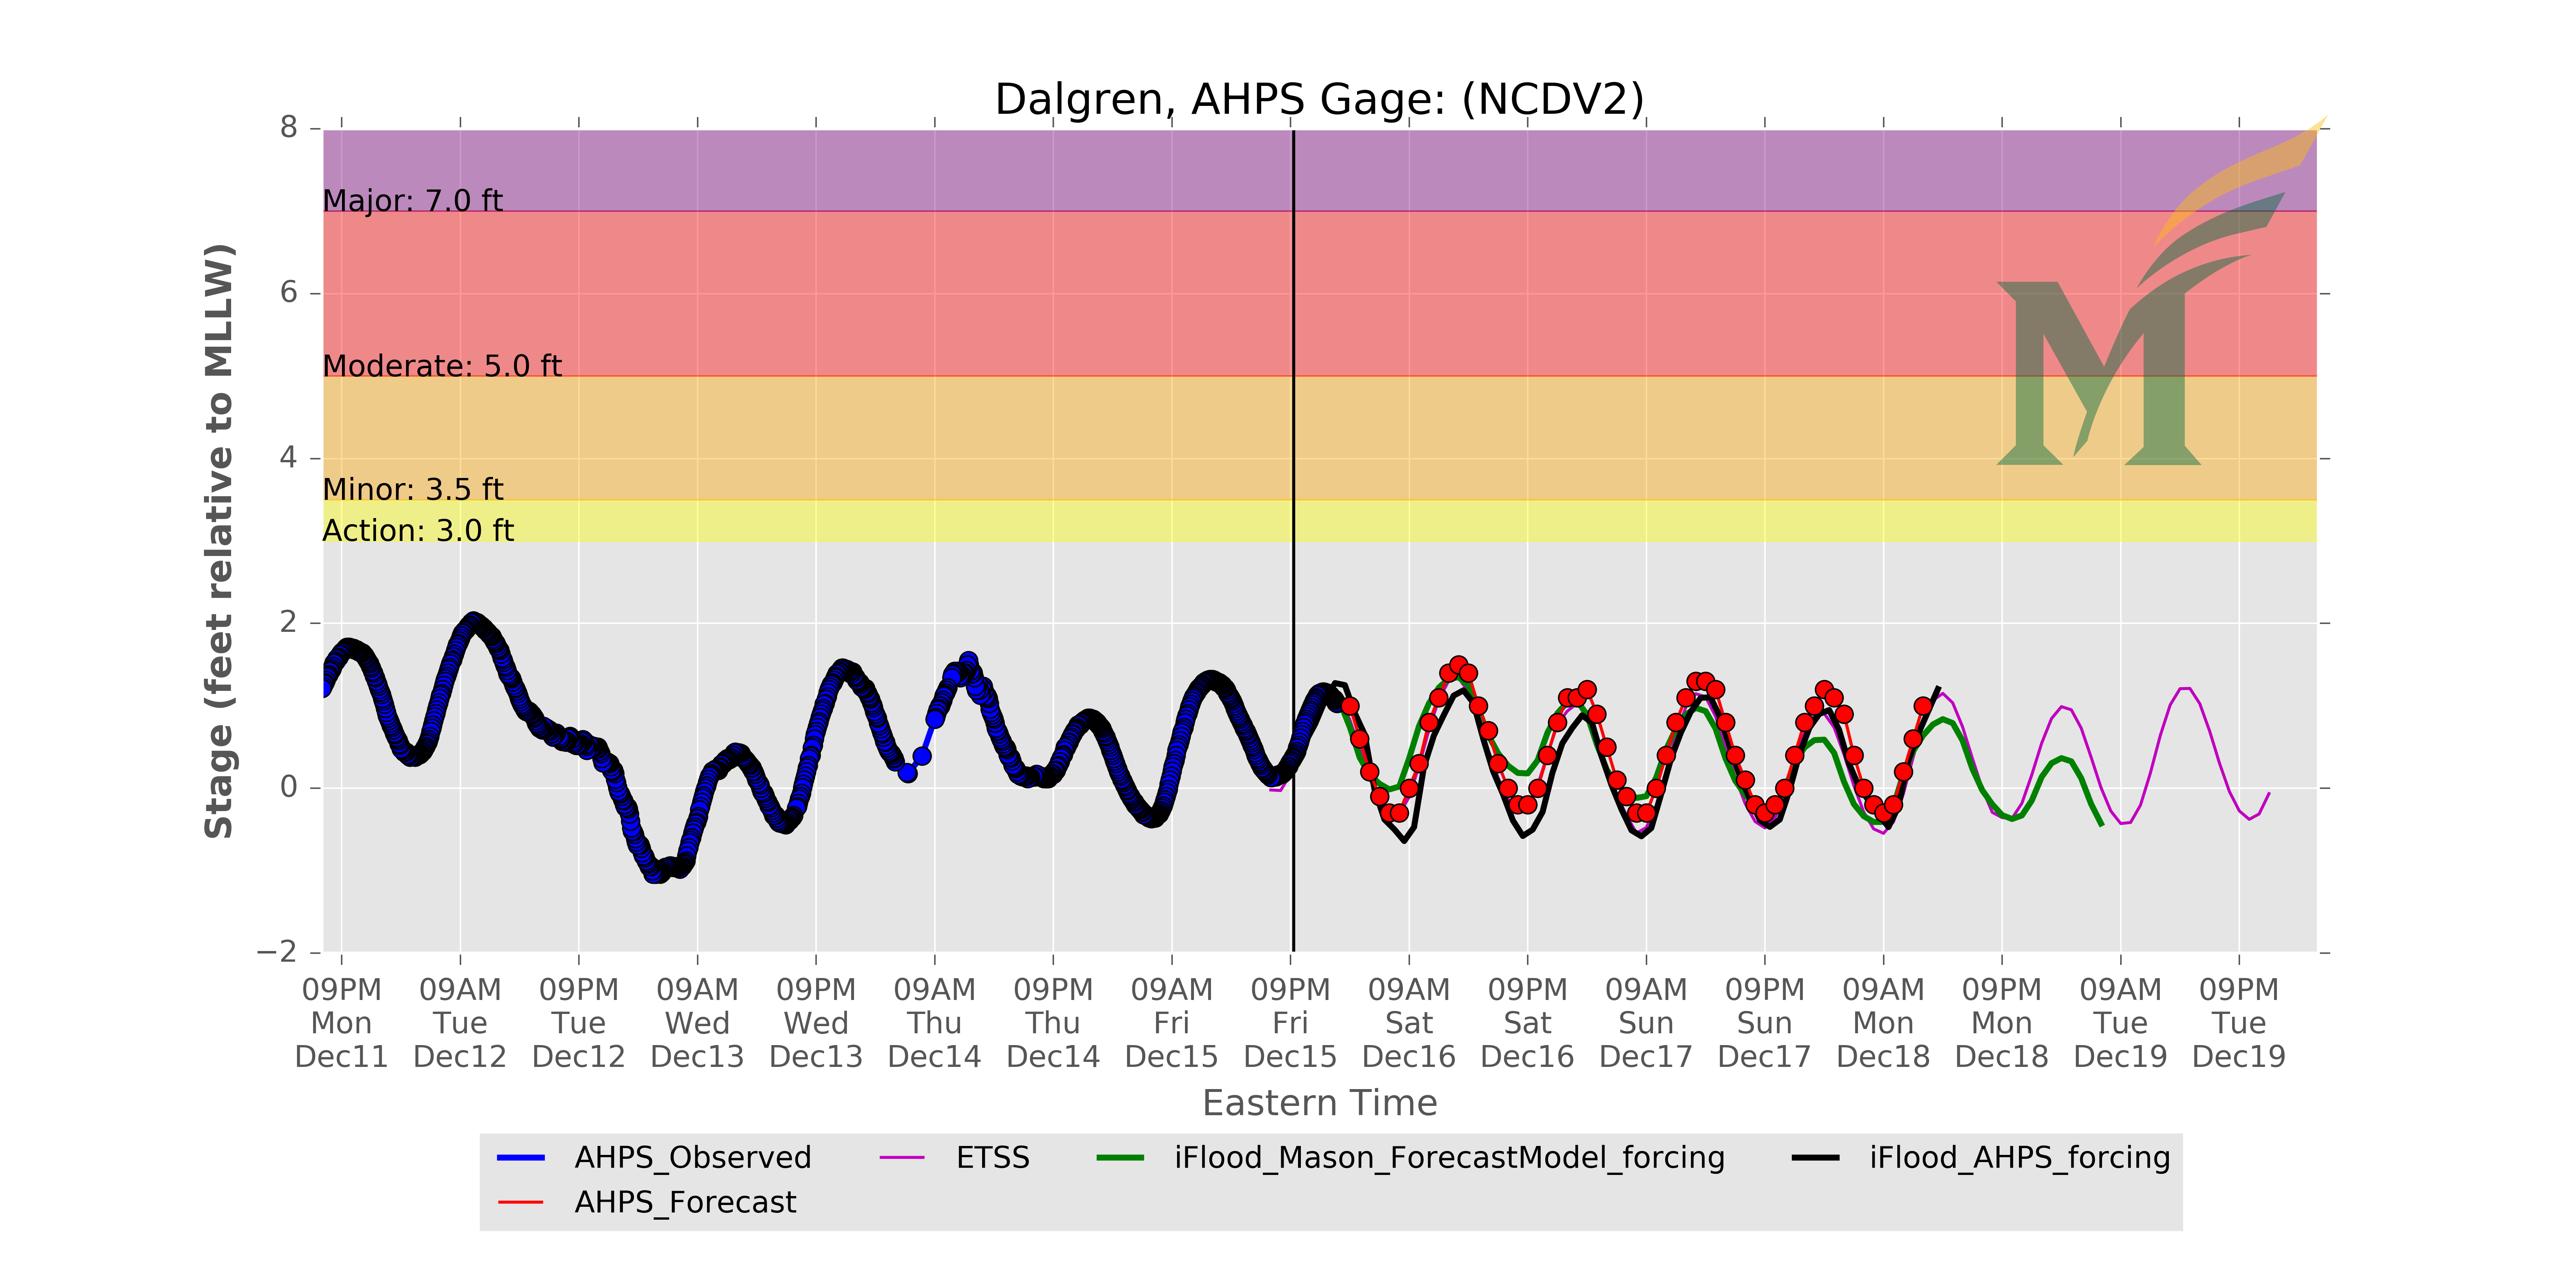 Dalgren, AHPS Gage: (NCDV2)
8
Major: 7.0 ft
6
Moderate: 5.0 ft
4
Minor: 3.5 ft
Action: 3.0 ft
2
0
−2
Stage (feet relative to MLLW)
09PM 09AM 09PM 09AM 09PM 09AM 09PM 09AM 09PM 09AM 09PM 09AM 09PM 09AM 09PM 09AM 09PM
Mon Tue Tue Wed Wed Thu Thu Fri Fri Sat Sat Sun Sun Mon Mon Tue Tue
Dec11 Dec12 Dec12 Dec13 Dec13 Dec14 Dec14 Dec15 Dec15 Dec16 Dec16 Dec17 Dec17 Dec18 Dec18 Dec19 Dec19
Eastern Time
AHPS_Observed ETSS iFlood_Mason_ForecastModel_forcing iFlood_AHPS_forcing
AHPS_Forecast
M